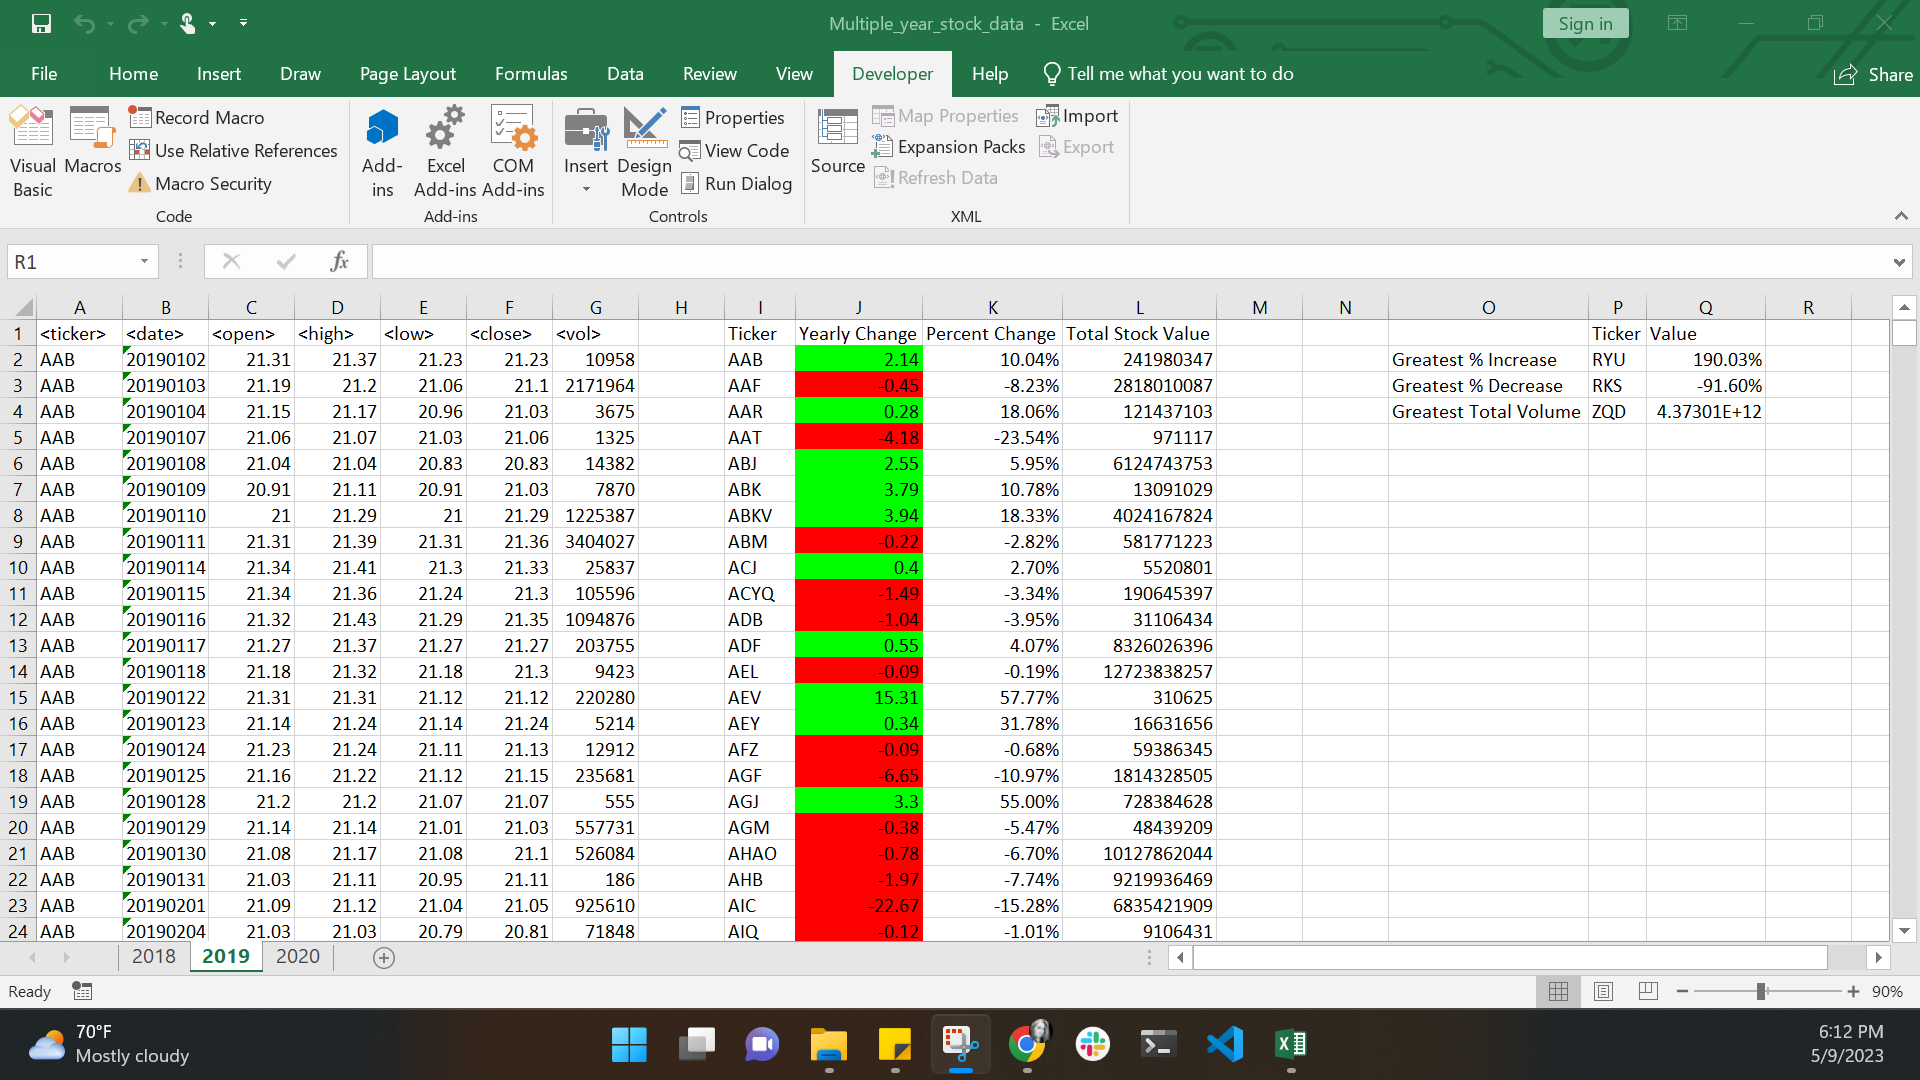 Multiple_year_stock_data - Excel
Sign in
File Home Insert Draw Page Layout Formulas Data Review View Developer Help Tell me what you want to do Share
Visual Basic
Macros
Record Macro
Use Relative References
Macro Security
Code
Add-ins
Excel Add-ins
COM Add-ins
Add-ins
Insert
Design Mode
Properties
View Code
Run Dialog
Controls
Source
Map Properties
Expansion Packs
Refresh Data
Import
Export
XML
R1
fx
A B C D E F G H I J K L M N O P Q R
1 <ticker> <date> <open> <high> <low> <close> <vol> Ticker Yearly Change Percent Change Total Stock Value Ticker Value
2 AAB 20190102 21.31 21.37 21.23 21.23 10958 AAB 2.14 10.04% 241980347 Greatest % Increase RYU 190.03%
3 AAB 20190103 21.19 21.2 21.06 21.1 2171964 AAF -0.45 -8.23% 2818010087 Greatest % Decrease RKS -91.60%
4 AAB 20190104 21.15 21.17 20.96 21.03 3675 AAR 0.28 18.06% 121437103 Greatest Total Volume ZQD 4.37301E+12
5 AAB 20190107 21.06 21.07 21.03 21.06 1325 AAT -4.18 -23.54% 971117
6 AAB 20190108 21.04 21.04 20.83 20.83 14382 ABJ 2.55 5.95% 6124743753
7 AAB 20190109 20.91 21.11 20.91 21.03 7870 ABK 3.79 10.78% 13091029
8 AAB 20190110 21 21.29 21 21.29 1225387 ABKV 3.94 18.33% 4024167824
9 AAB 20190111 21.31 21.39 21.31 21.36 3404027 ABM -0.22 -2.82% 581771223
10 AAB 20190114 21.34 21.41 21.3 21.33 25837 ACJ 0.4 2.70% 5520801
11 AAB 20190115 21.34 21.36 21.24 21.3 105596 ACYQ -1.49 -3.34% 190645397
12 AAB 20190116 21.32 21.43 21.29 21.35 1094876 ADB -1.04 -3.95% 31106434
13 AAB 20190117 21.27 21.37 21.27 21.27 203755 ADF 0.55 4.07% 8326026396
14 AAB 20190118 21.18 21.32 21.18 21.3 9423 AEL -0.09 -0.19% 12723838257
15 AAB 20190122 21.31 21.31 21.12 21.12 220280 AEV 15.31 57.77% 310625
16 AAB 20190123 21.14 21.24 21.14 21.24 5214 AEY 0.34 31.78% 16631656
17 AAB 20190124 21.23 21.24 21.11 21.13 12912 AFZ -0.09 -0.68% 59386345
18 AAB 20190125 21.16 21.22 21.12 21.15 235681 AGF -6.65 -10.97% 1814328505
19 AAB 20190128 21.2 21.2 21.07 21.07 555 AGJ 3.3 55.00% 728384628
20 AAB 20190129 21.14 21.14 21.01 21.03 557731 AGM -0.38 -5.47% 48439209
21 AAB 20190130 21.08 21.17 21.08 21.1 526084 AHAO -0.78 -6.70% 10127862044
22 AAB 20190131 21.03 21.11 20.95 21.11 186 AHB -1.97 -7.74% 9219936469
23 AAB 20190201 21.09 21.12 21.04 21.05 925610 AIC -22.67 -15.28% 6835421909
24 AAB 20190204 21.03 21.03 20.79 20.81 71848 AIQ -0.12 -1.01% 9106431
2018 2019 2020
Ready 90%
70°F
Mostly cloudy
6:12 PM
5/9/2023